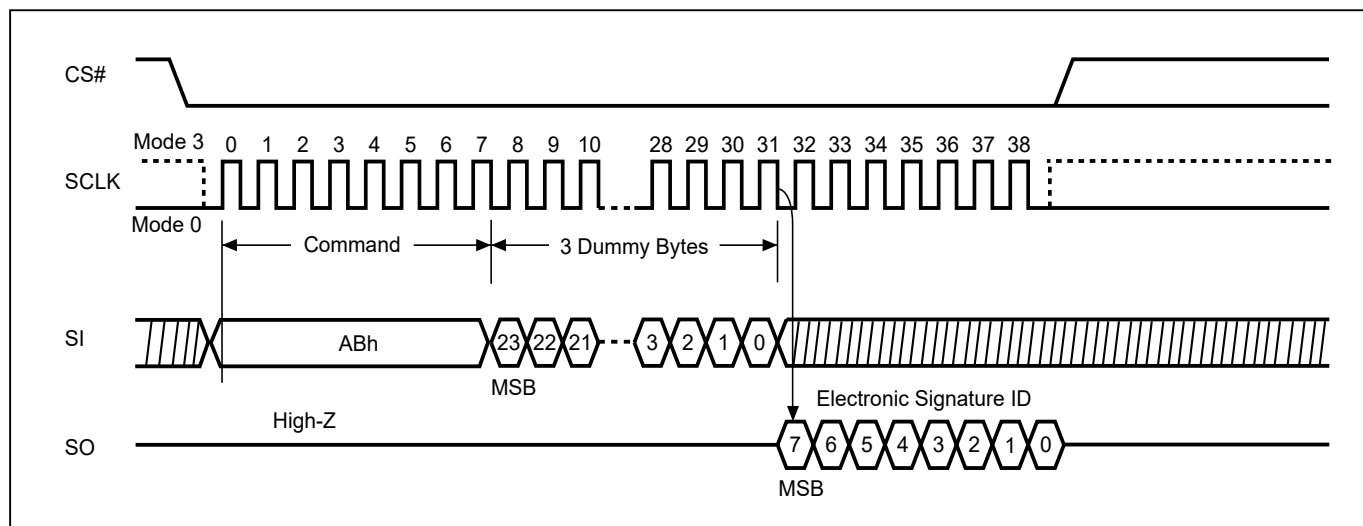 CS#
Mode 3 0 1 2 3 4 5 6 7 8 9 10 28 29 30 31 32 33 34 35 36 37 38
SCLK
Mode 0
Command 3 Dummy Bytes
SI ABh 23 22 21 3 2 1 0
MSB Electronic Signature ID
High-Z
SO 7 6 5 4 3 2 1 0
MSB